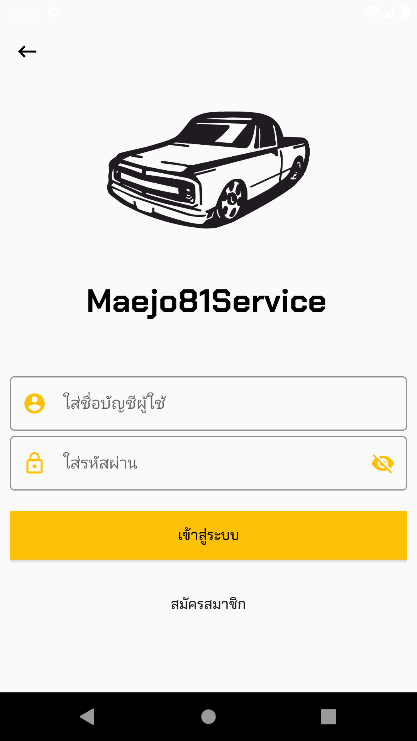 Maejo81Service
ใส่ชื่อบัญชีผู้ใช้
ใส่รหัสผ่าน
เข้าสู่ระบบ
สมัครสมาชิก